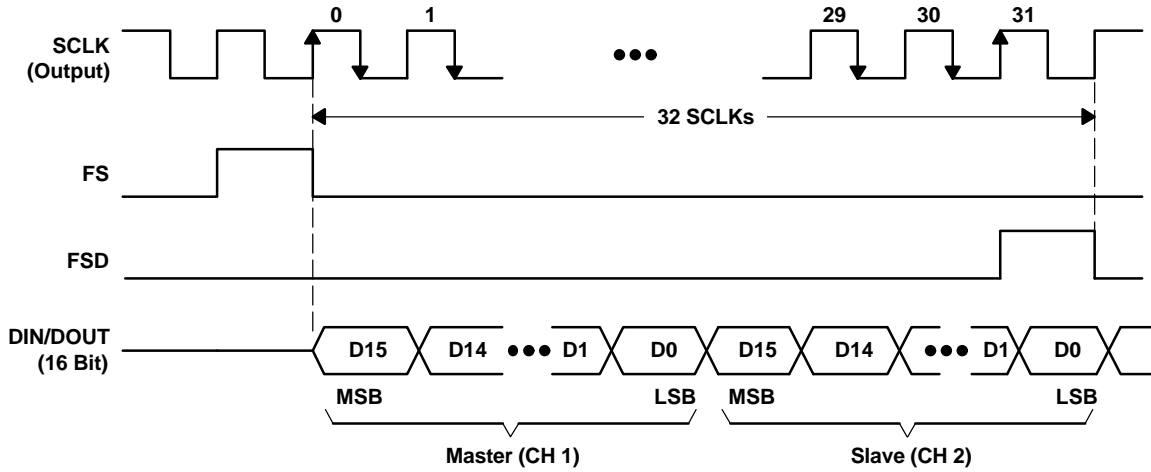 0 1 29 30 31
SCLK
(Output)
32 SCLKs
FS
FSD
DIN/DOUT
(16 Bit)
D15 D14 D1 D0 D15 D14 D1 D0
MSB LSB MSB LSB
Master (CH 1) Slave (CH 2)